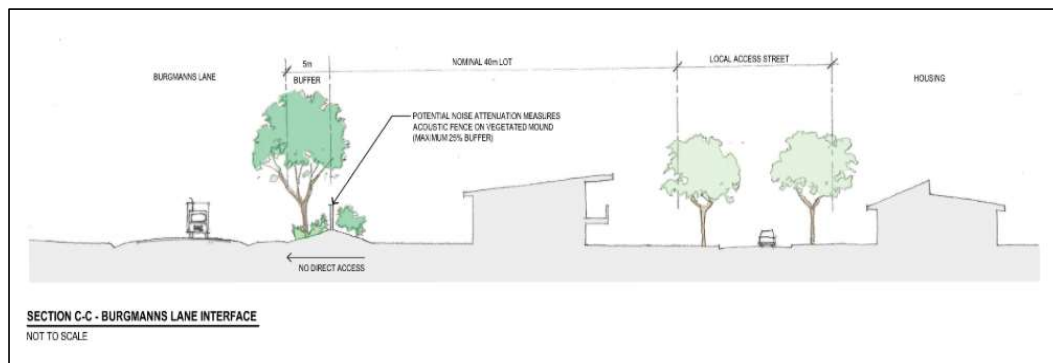 5m
NOMINAL 40m LOT
LOCAL ACCESS STREET
BURGMANNS LANE
BUFFER
HOUSING
POTENTIAL NOISE ATTENUATION MEASURES
ACOUSTIC FENCE ON VEGETATED MOUND
(MAXIMUM 25% BUFFER)
NO DIRECT ACCESS
SECTION C-C - BURGMANNS LANE INTERFACE
NOT TO SCALE